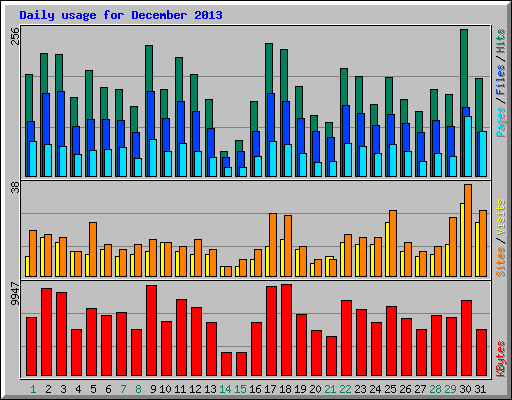 Daily usage for December 2013
256
Pages / Files / Hits
38
Sites / Visits
9947
KBytes
1 2 3 4 5 6 7 8 9 10 11 12 13 14 15 16 17 18 19 20 21 22 23 24 25 26 27 28 29 30 31